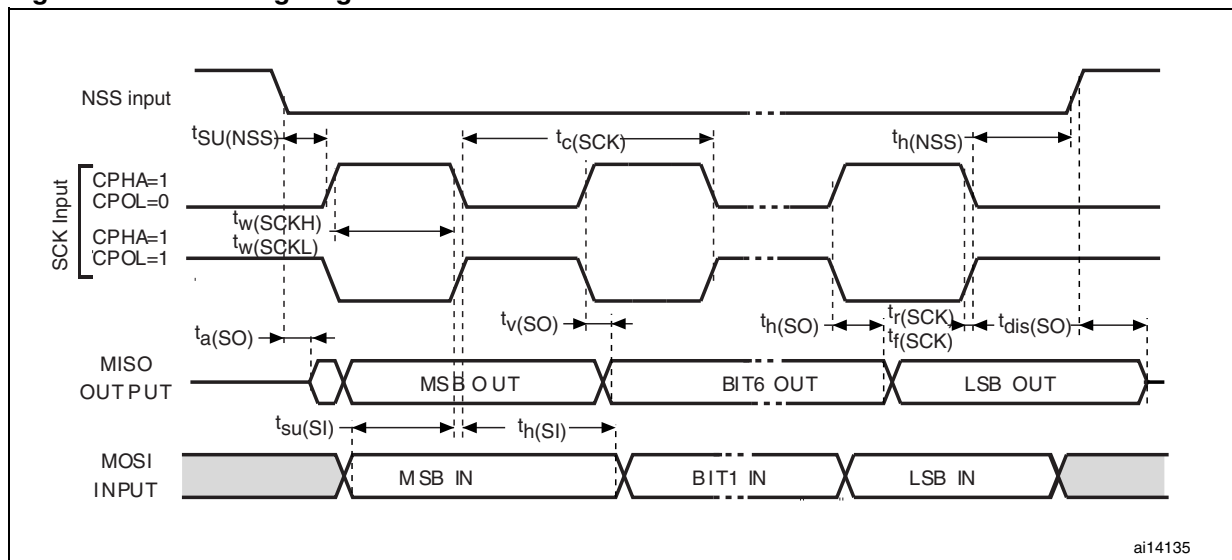 NSS input
tSU(NSS)
tc(SCK)
th(NSS)
SCK Input
CPHA=1
CPOL=0
tw(SCKH)
CPHA=1
tw(SCKL)
CPOL=1
ta(SO)
tv(SO)
th(SO)
tr(SCK)
tf(SCK)
tdis(SO)
MISO
OUTPUT
MSB OUT
BIT6 OUT
LSB OUT
tsu(SI)
th(SI)
MOSI
INPUT
MSB IN
BIT1 IN
LSB IN
ai14135